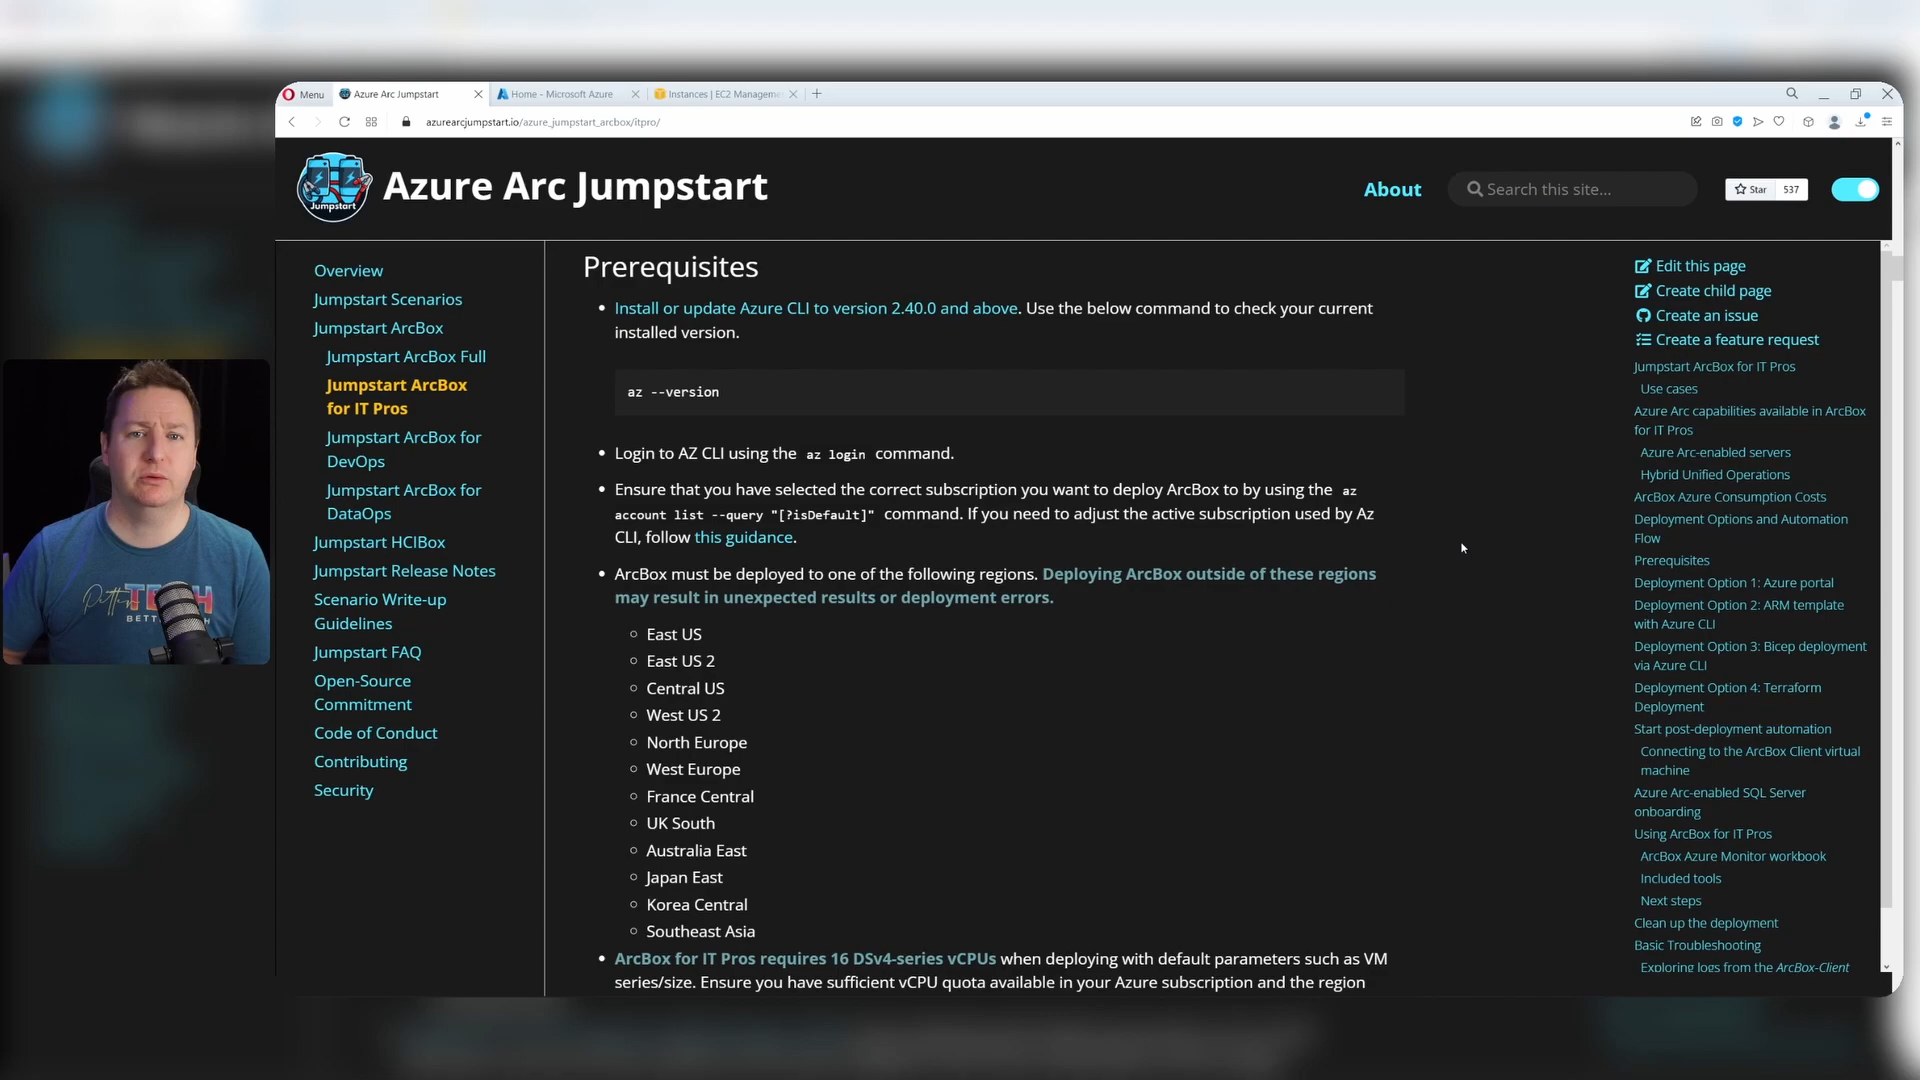 Menu
Azure Arc Jumpstart
Home - Microsoft Azure
Instances | EC2 Manageme
azurearcjumpstart.io/azure_jumpstart_arcbox/itpro/
Jumpstart
Azure Arc Jumpstart
About
Search this site...
Star 537
Overview
Jumpstart Scenarios
Jumpstart ArcBox
Jumpstart ArcBox Full
Jumpstart ArcBox
for IT Pros
Jumpstart ArcBox for
DevOps
Jumpstart ArcBox for
DataOps
Jumpstart HCIBox
Jumpstart Release Notes
Scenario Write-up
Guidelines
Jumpstart FAQ
Open-Source
Commitment
Code of Conduct
Contributing
Security
Prerequisites
Install or update Azure CLI to version 2.40.0 and above. Use the below command to check your current
installed version.
az --version
Login to AZ CLI using the az login command.
Ensure that you have selected the correct subscription you want to deploy ArcBox to by using the az
account list --query "[?isDefault]" command. If you need to adjust the active subscription used by Az
CLI, follow this guidance.
ArcBox must be deployed to one of the following regions. Deploying ArcBox outside of these regions
may result in unexpected results or deployment errors.
East US
East US 2
Central US
West US 2
North Europe
West Europe
France Central
UK South
Australia East
Japan East
Korea Central
Southeast Asia
ArcBox for IT Pros requires 16 DSv4-series vCPUs when deploying with default parameters such as VM
series/size. Ensure you have sufficient vCPU quota available in your Azure subscription and the region
Edit this page
Create child page
Create an issue
Create a feature request
Jumpstart ArcBox for IT Pros
Use cases
Azure Arc capabilities available in ArcBox
for IT Pros
Azure Arc-enabled servers
Hybrid Unified Operations
ArcBox Azure Consumption Costs
Deployment Options and Automation
Flow
Prerequisites
Deployment Option 1: Azure portal
Deployment Option 2: ARM template
with Azure CLI
Deployment Option 3: Bicep deployment
via Azure CLI
Deployment Option 4: Terraform
Deployment
Start post-deployment automation
Connecting to the ArcBox Client virtual
machine
Azure Arc-enabled SQL Server
onboarding
Using ArcBox for IT Pros
ArcBox Azure Monitor workbook
Included tools
Next steps
Clean up the deployment
Basic Troubleshooting
Exploring logs from the ArcBox-Client